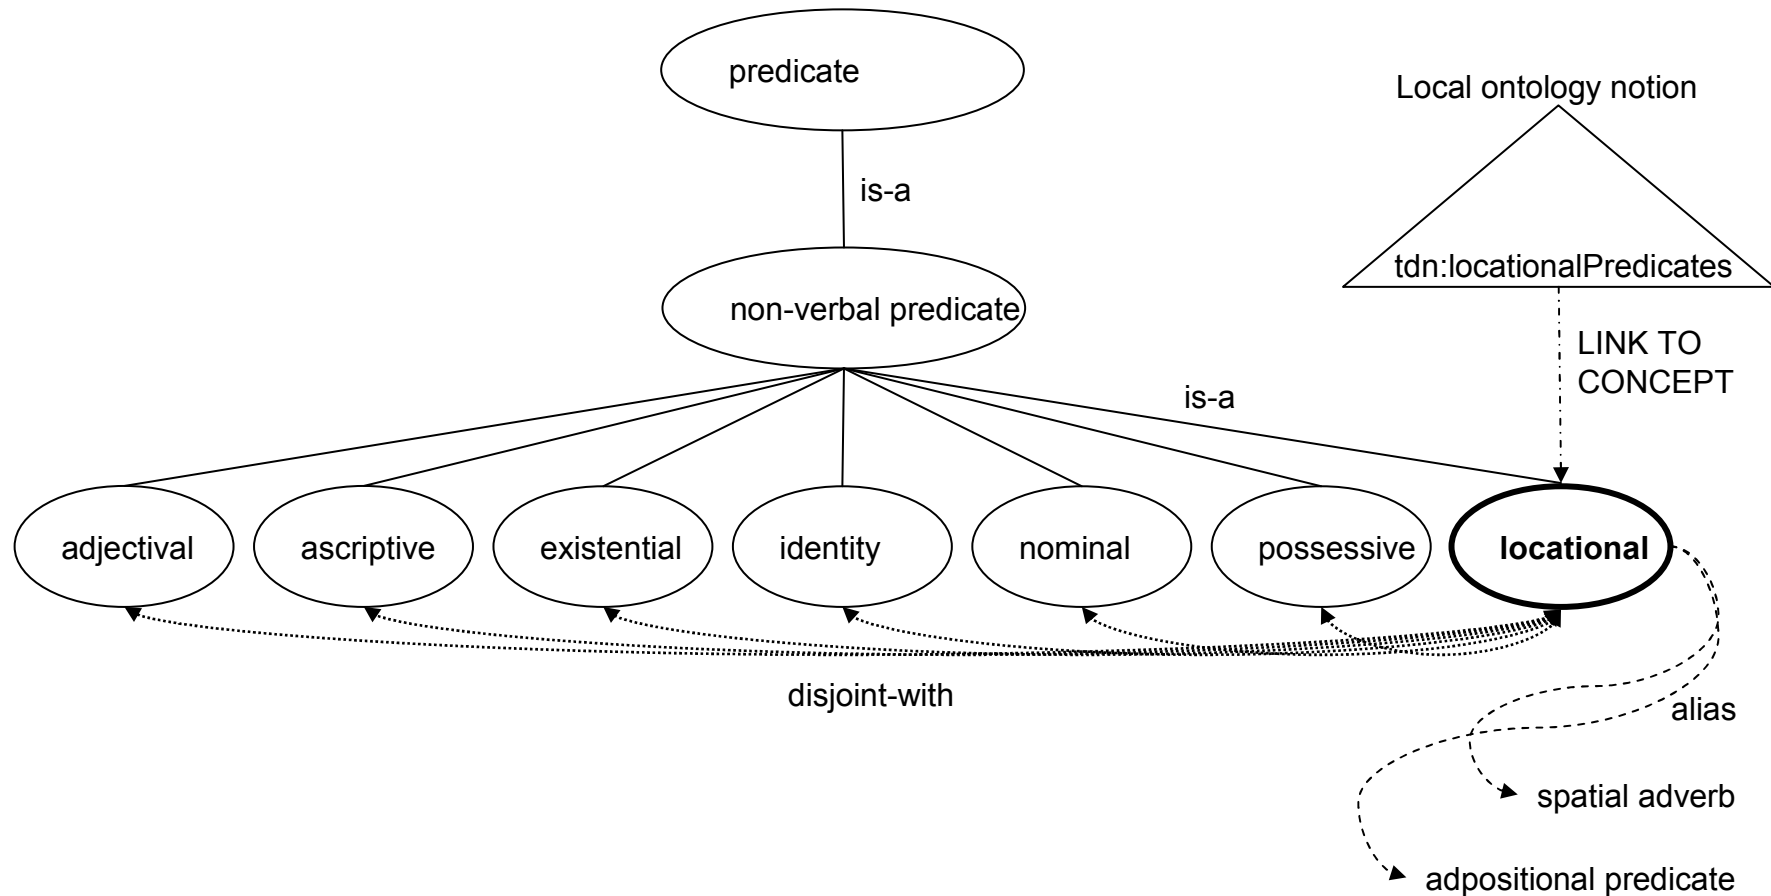 predicate
Local ontology notion
is-a
tdn:locationalPredicates
non-verbal predicate
LINK TO
CONCEPT
is-a
adjectival
ascriptive
existential
identity
nominal
possessive
locational
disjoint-with
alias
spatial adverb
adpositional predicate